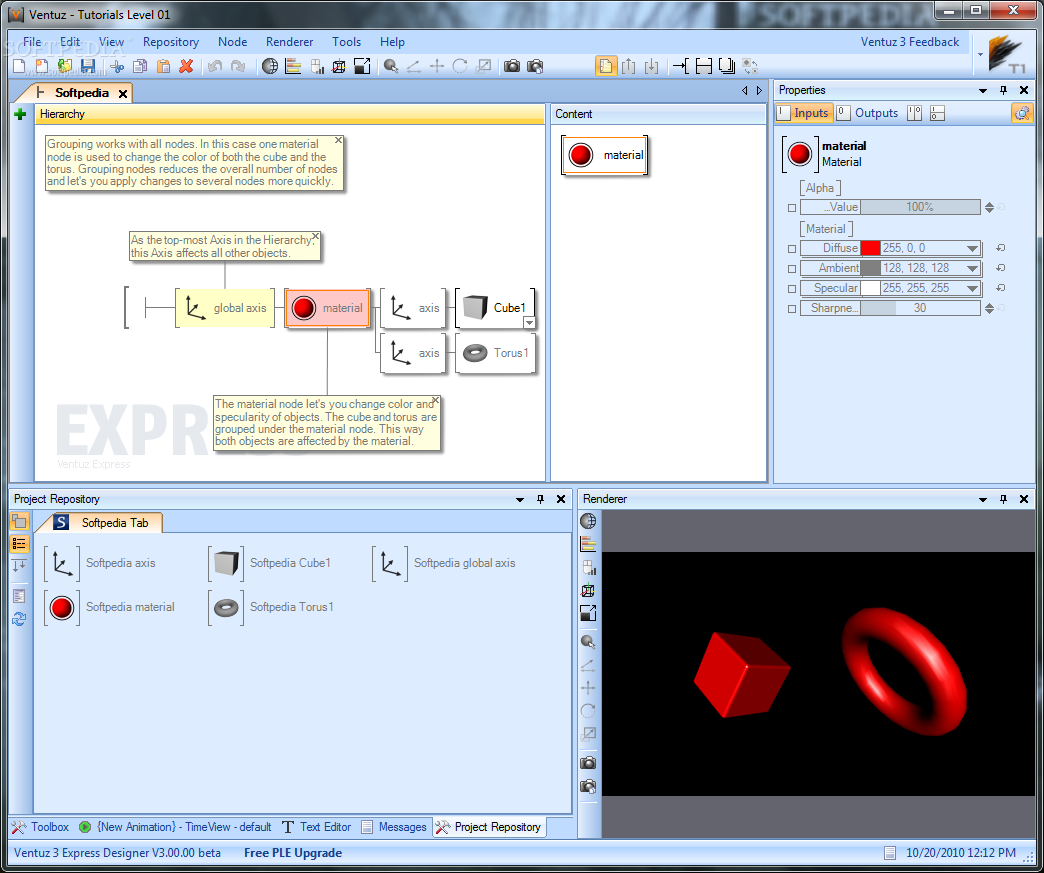 Ventuz - Tutorials Level 01
SOFTPEDIA
File Edit View Repository Node Renderer Tools Help Ventuz 3 Feedback
SOFTPEDIA
T1
Softpedia
Properties
Hierarchy
Content
Inputs Outputs
Grouping works with all nodes. In this case one material
node is used to change the color of both the cube and the
torus. Grouping nodes reduces the overall number of nodes
and let's you apply changes to several nodes more quickly.
material
material
Material
[Alpha]
...Value 100%
[Material]
Diffuse 255, 0, 0
Ambient 128, 128, 128
Specular 255, 255, 255
Sharpne... 30
As the top-most Axis in the Hierarchy,
this Axis affects all other objects.
global axis material axis Cube1
axis Torus1
The material node let's you change color and
specularity of objects. The cube and torus are
grouped under the material node. This way
both objects are affected by the material.
EXPR
Ventuz Express
Project Repository
Renderer
S Softpedia Tab
Softpedia axis Softpedia Cube1 Softpedia global axis
Softpedia material Softpedia Torus1
Toolbox {New Animation} - TimeView - default Text Editor Messages Project Repository
Ventuz 3 Express Designer V3.00.00 beta Free PLE Upgrade 10/20/2010 12:12 PM